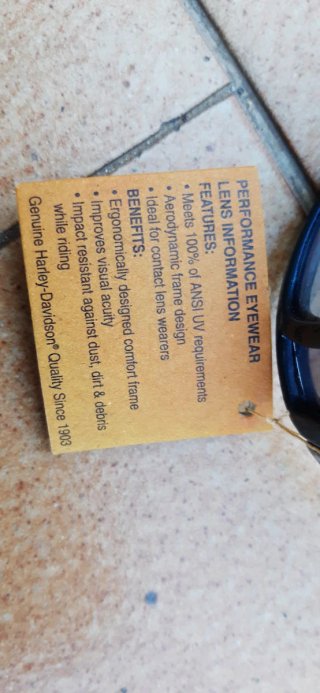 PERFORMANCE EYEWEAR
LENS INFORMATION
FEATURES:
• Meets 100% of ANSI UV requirements
• Aerodynamic frame design
• Ideal for contact lens wearers
BENEFITS:
• Ergonomically designed comfort frame
• Improves visual acuity
• Impact resistant against dust, dirt & debris
while riding
Genuine Harley-Davidson® Quality Since 1903